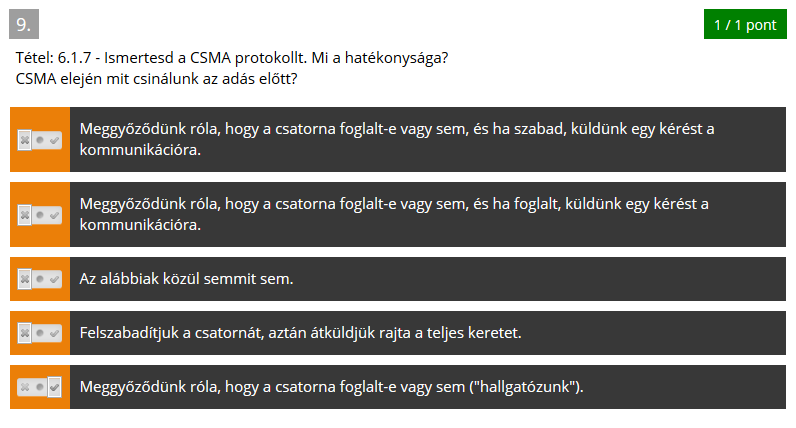 9.
1 / 1 pont
Tétel: 6.1.7 - Ismertesd a CSMA protokollt. Mi a hatékonysága?
CSMA elején mit csinálunk az adás előtt?
Meggyőződünk róla, hogy a csatorna foglalt-e vagy sem, és ha szabad, küldünk egy kérést a
kommunikációra.
Meggyőződünk róla, hogy a csatorna foglalt-e vagy sem, és ha foglalt, küldünk egy kérést a
kommunikációra.
Az alábbiak közül semmit sem.
Felszabadítjuk a csatornát, aztán átküldjük rajta a teljes keretet.
Meggyőződünk róla, hogy a csatorna foglalt-e vagy sem ("hallgatózunk").